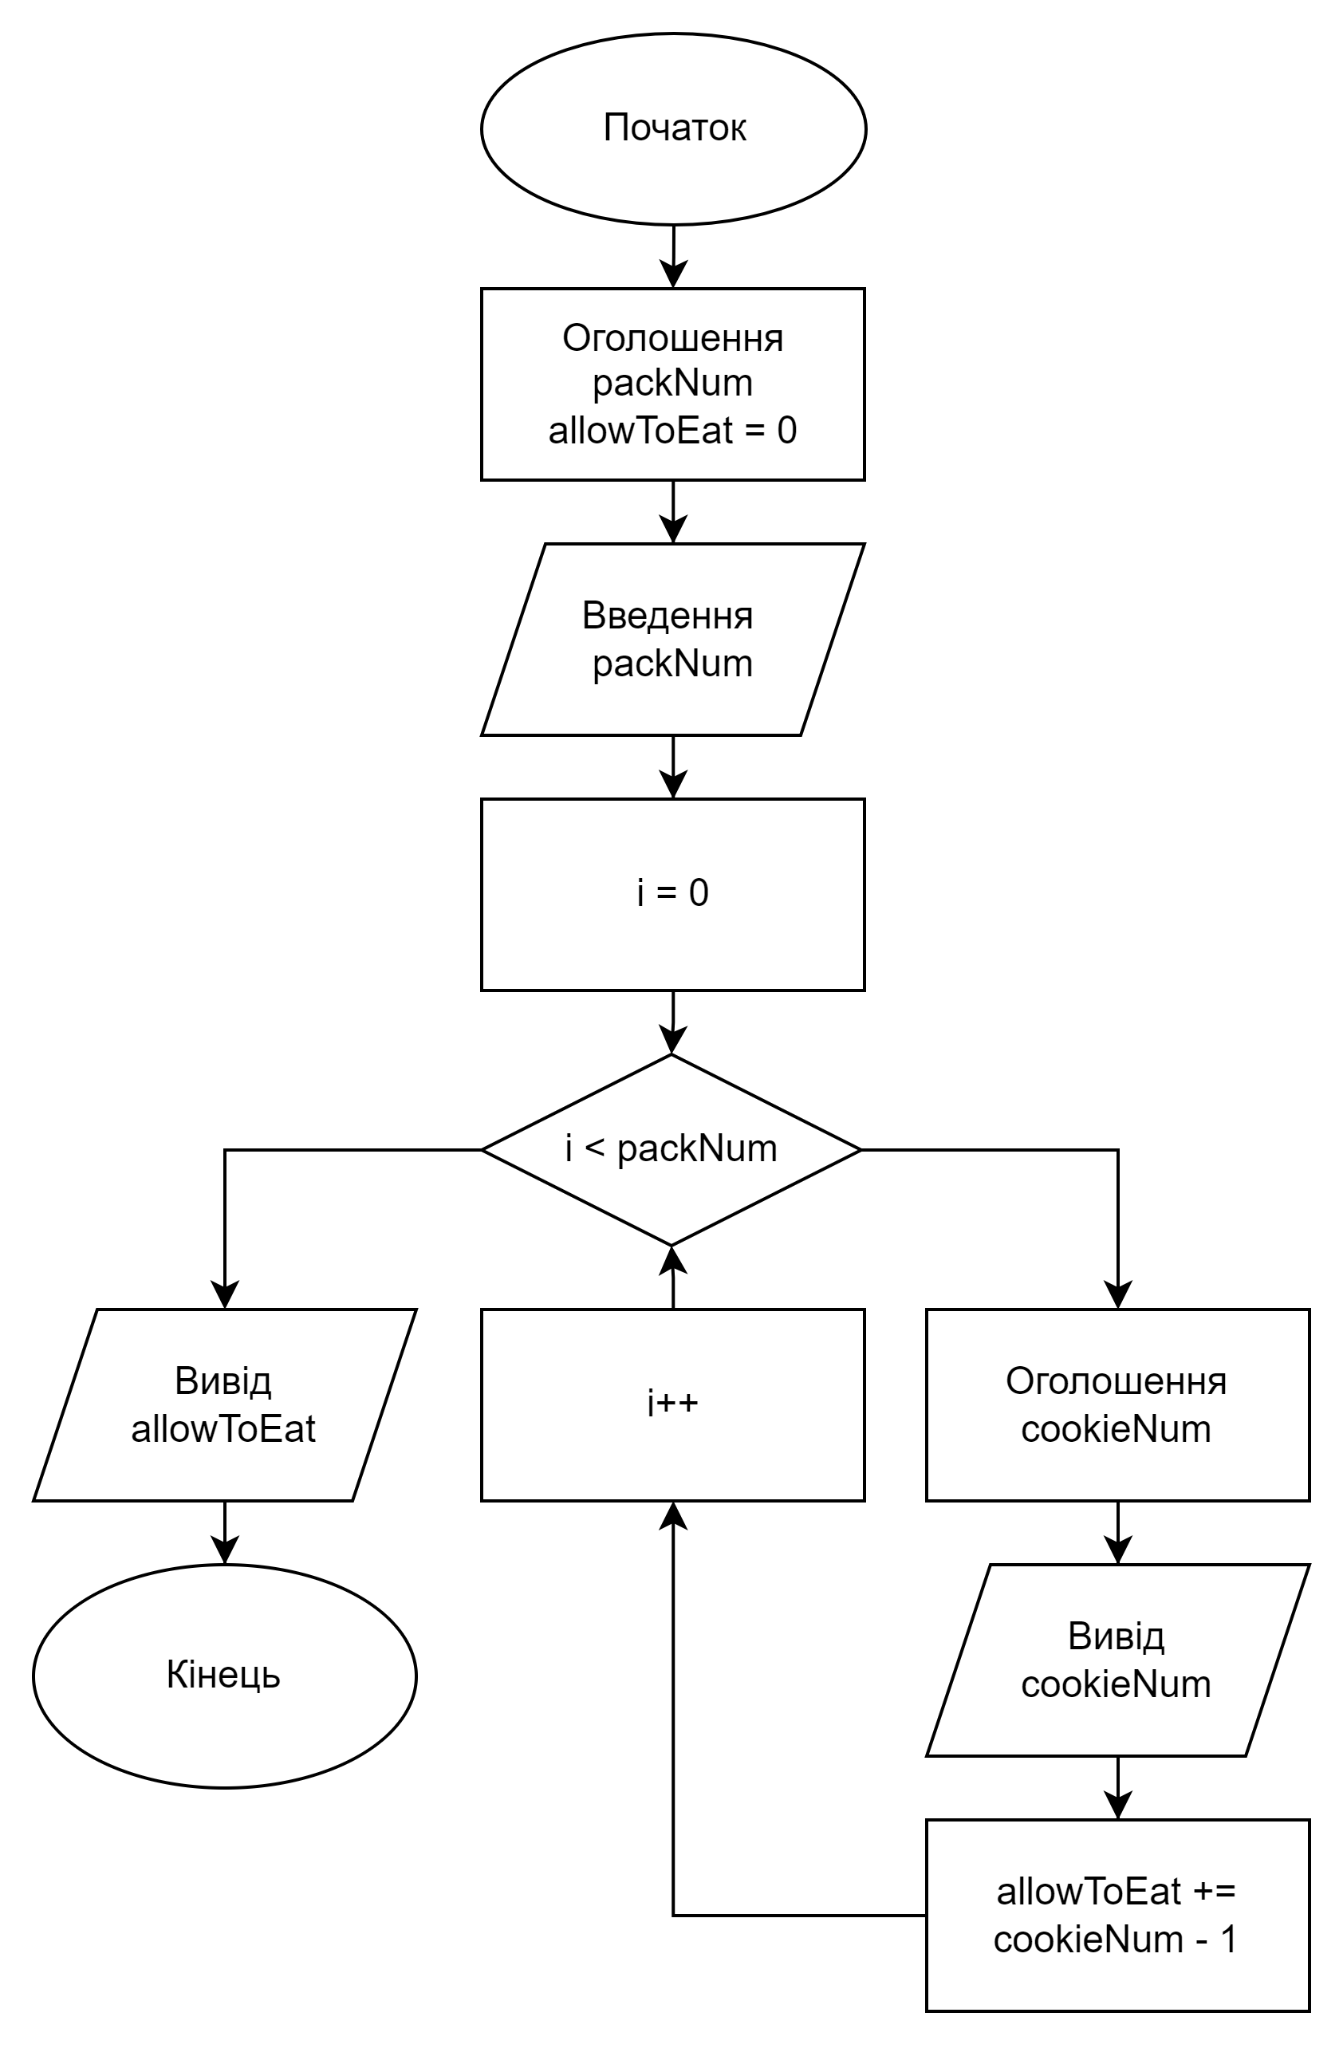 Початок
Оголошення
packNum
allowToEat = 0
Введення
packNum
i = 0
i < packNum
Вивід
allowToEat
i++
Оголошення
cookieNum
Кінець
Вивід
cookieNum
allowToEat +=
cookieNum - 1